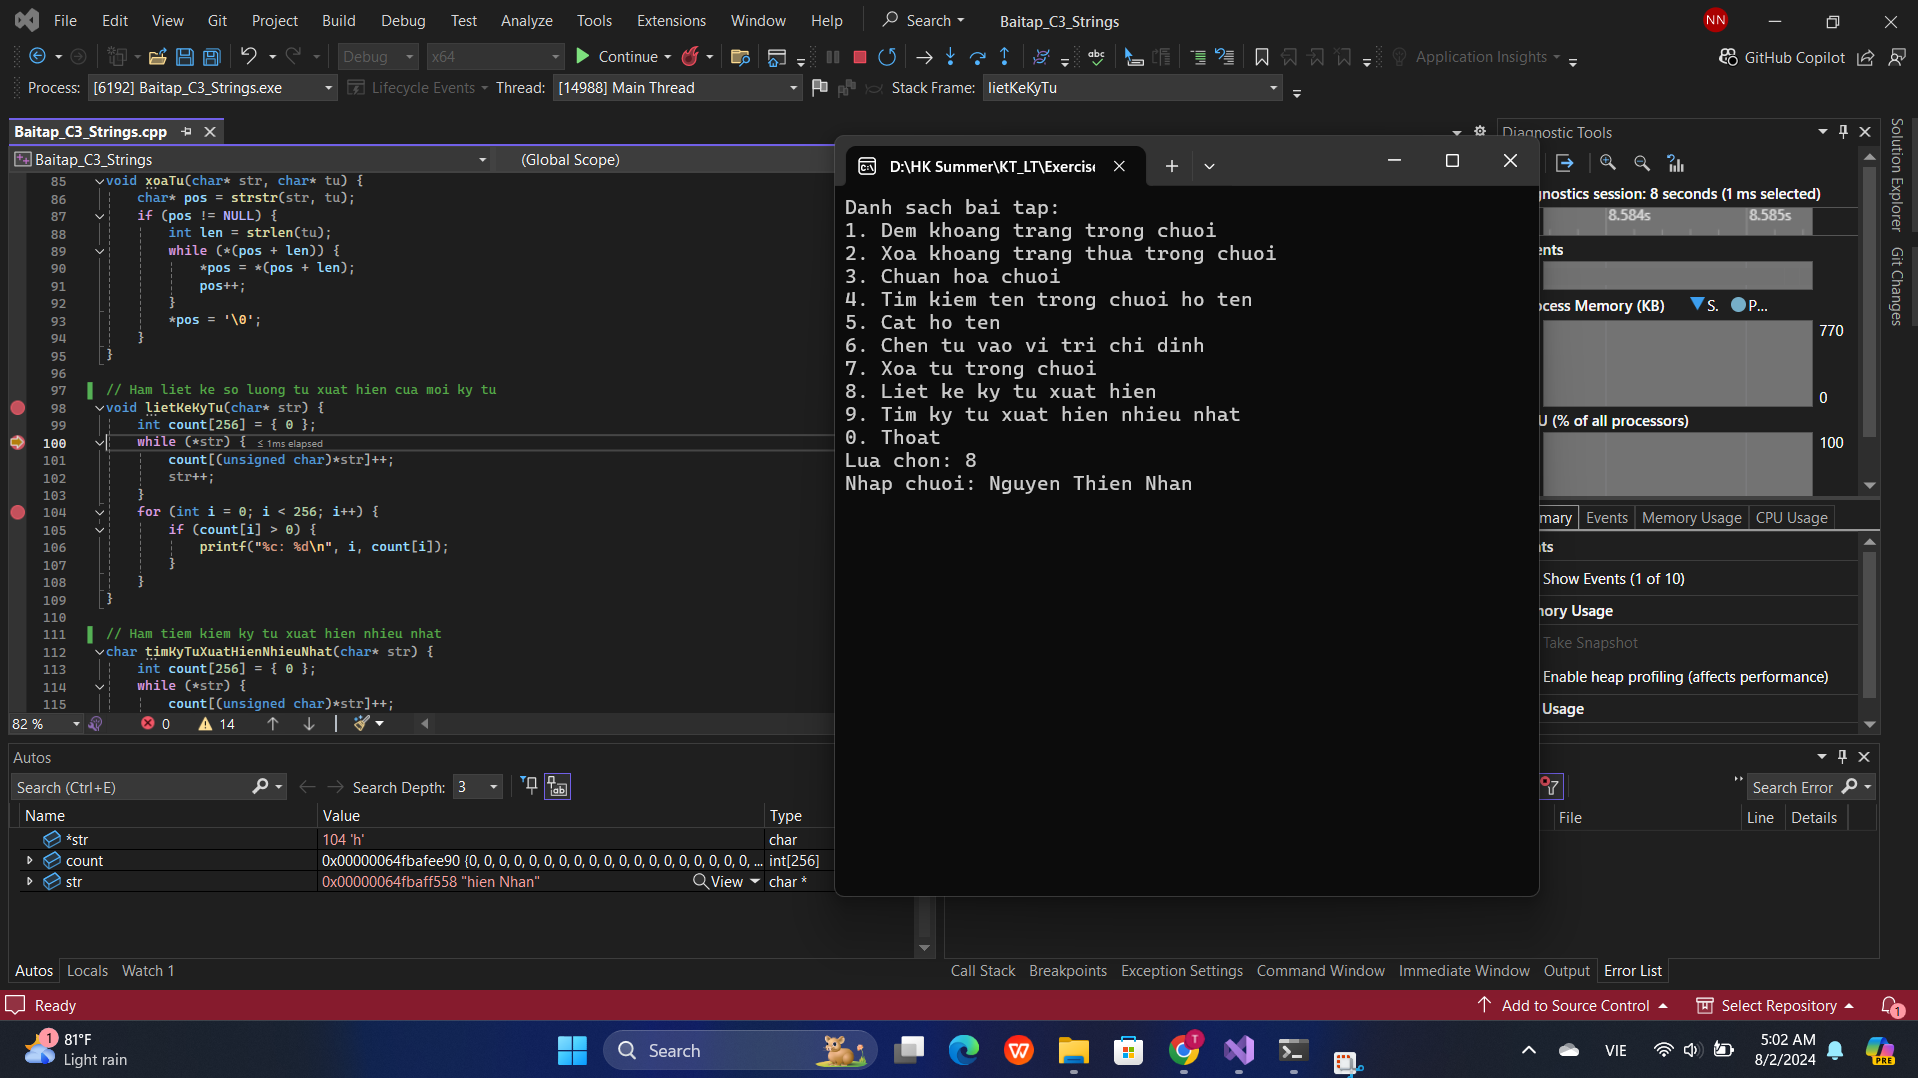 File Edit View Git Project Build Debug Test Analyze Tools Extensions Window Help Search Baitap_C3_Strings NN
Debug x64 Continue Application Insights GitHub Copilot
Process: [6192] Baitap_C3_Strings.exe Lifecycle Events Thread: [14988] Main Thread Stack Frame: lietKeKyTu
Baitap_C3_Strings.cpp
Baitap_C3_Strings (Global Scope)
85 void xoaTu(char* str, char* tu) {
86 char* pos = strstr(str, tu);
87 if (pos != NULL) {
88 int len = strlen(tu);
89 while (*(pos + len)) {
90 *pos = *(pos + len);
91 pos++;
92 }
93 *pos = '\0';
94 }
95 }
96
97 // Ham liet ke so luong tu xuat hien cua moi ky tu
98 void lietKeKyTu(char* str) {
99 int count[256] = { 0 };
100 while (*str) { ≤ 1ms elapsed
101 count[(unsigned char)*str]++;
102 str++;
103 }
104 for (int i = 0; i < 256; i++) {
105 if (count[i] > 0) {
106 printf("%c: %d\n", i, count[i]);
107 }
108 }
109 }
110
111 // Ham tiem kiem ky tu xuat hien nhieu nhat
112 char timKyTuXuatHienNhieuNhat(char* str) {
113 int count[256] = { 0 };
114 while (*str) {
115 count[(unsigned char)*str]++;
82 % 0 14
D:\HK Summer\KT_LT\Exercise
Danh sach bai tap:
1. Dem khoang trang trong chuoi
2. Xoa khoang trang thua trong chuoi
3. Chuan hoa chuoi
4. Tim kiem ten trong chuoi ho ten
5. Cat ho ten
6. Chen tu vao vi tri chi dinh
7. Xoa tu trong chuoi
8. Liet ke ky tu xuat hien
9. Tim ky tu xuat hien nhieu nhat
0. Thoat
Lua chon: 8
Nhap chuoi: Nguyen Thien Nhan
Diagnostic Tools
gnostics session: 8 seconds (1 ms selected)
8.584s 8.585s
ents
ocess Memory (KB) S. P...
770
0
U (% of all processors)
100
mary Events Memory Usage CPU Usage
ts
Show Events (1 of 10)
ory Usage
Take Snapshot
Enable heap profiling (affects performance)
Usage
Solution Explorer
Git Changes
Autos
Search (Ctrl+E) Search Depth: 3
Name Value Type
*str 104 'h' char
count 0x00000064fbafee90 {0, 0, 0, 0, 0, 0, 0, 0, 0, 0, 0, 0, 0, 0, 0, 0, 0, 0, 0, ... int[256]
str 0x00000064fbaff558 "hien Nhan" View char *
Autos Locals Watch 1
Search Error
File Line Details
Call Stack Breakpoints Exception Settings Command Window Immediate Window Output Error List
Ready Add to Source Control Select Repository 1
1 81°F
Light rain
Search
VIE
5:02 AM
8/2/2024